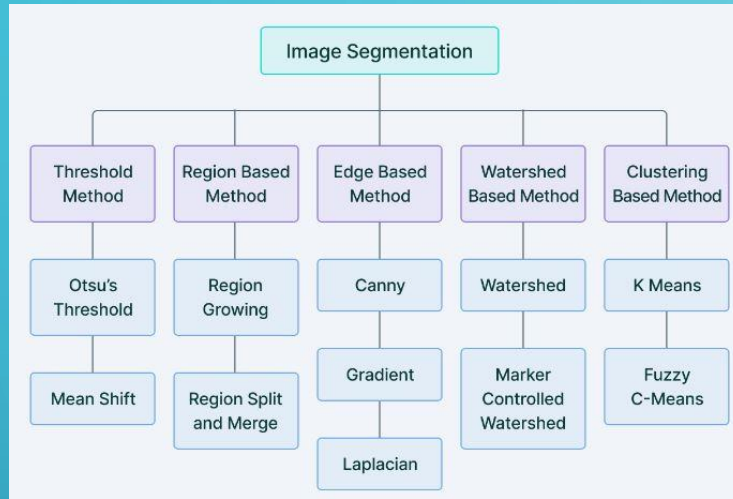 Image Segmentation
Threshold
Method
Region Based
Method
Edge Based
Method
Watershed
Based Method
Clustering
Based Method
Otsu's
Threshold
Region
Growing
Canny
Watershed
K Means
Mean Shift
Region Split
and Merge
Gradient
Marker
Controlled
Watershed
Fuzzy
C-Means
Laplacian